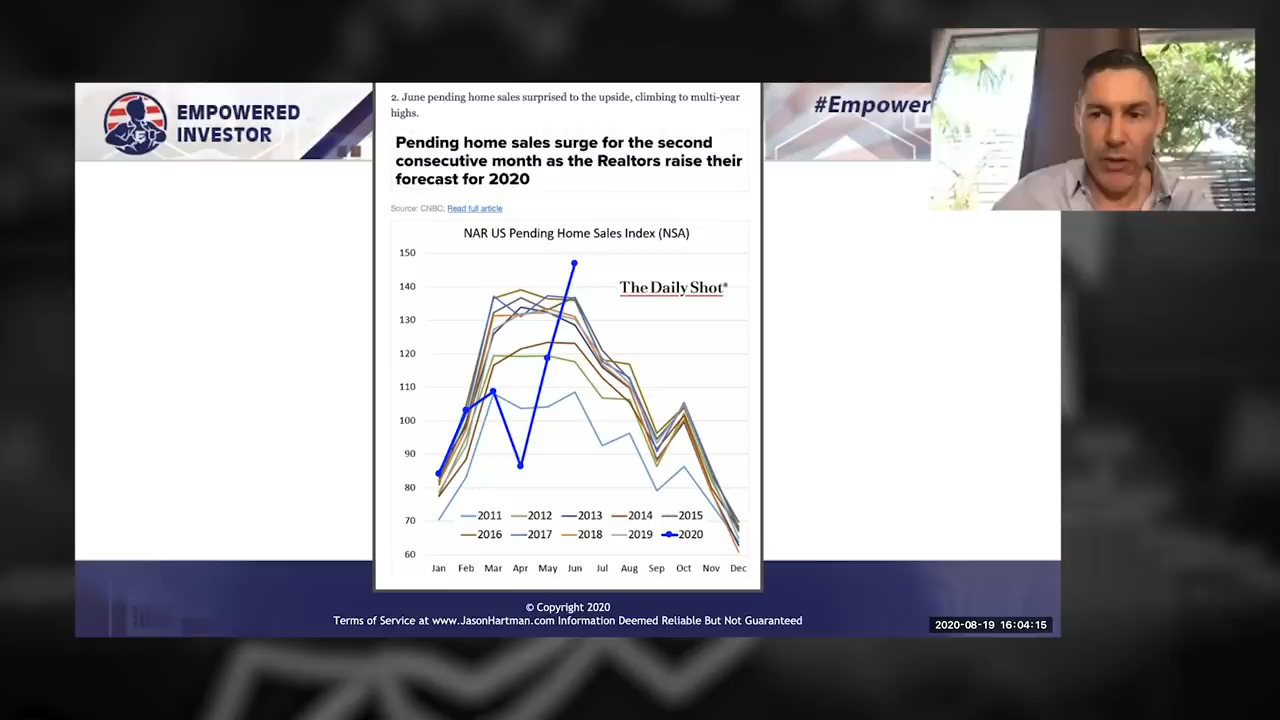 EMPOWERED
INVESTOR
2. June pending home sales surprised to the upside, climbing to multi-year
highs.
#Empower
Pending home sales surge for the second
consecutive month as the Realtors raise their
forecast for 2020
Source: CNBC; Read full article
NAR US Pending Home Sales Index (NSA)
The Daily Shot®
150
140
130
120
110
100
90
80
70
60
2011 2012 2013 2014 2015
2016 2017 2018 2019 2020
Jan Feb Mar Apr May Jun Jul Aug Sep Oct Nov Dec
© Copyright 2020
Terms of Service at www.JasonHartman.com Information Deemed Reliable But Not Guaranteed
2020-08-19 16:04:15